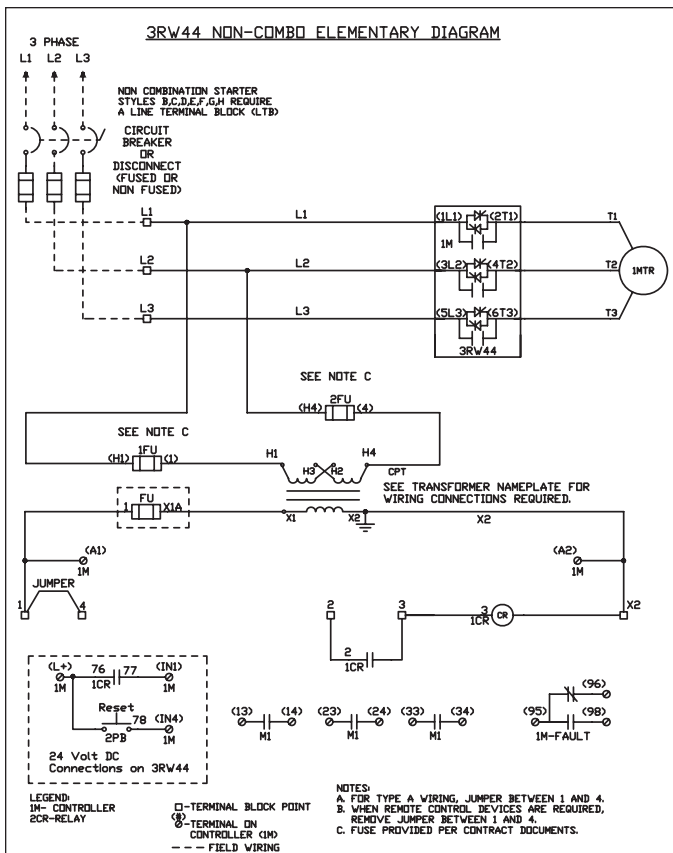 3RW44 NON-COMBO ELEMENTARY DIAGRAM
3 PHASE
L1 L2 L3
NON COMBINATION STARTER
STYLES B,C,D,E,F,G,H REQUIRE
A LINE TERMINAL BLOCK (LTB)
CIRCUIT
BREAKER
OR
DISCONNECT
(FUSED OR
NON FUSED)
L1 L1 (1L1) (2T1) T1
1M
L2 L2 (3L2) (4T2) T2 1MTR
L3 L3 (5L3) (6T3) T3
3RW44
SEE NOTE C
2FU
(H4) (4)
SEE NOTE C
1FU
(H1) (1) H1 H3 H2 H4
CPT
SEE TRANSFORMER NAMEPLATE FOR
WIRING CONNECTIONS REQUIRED.
1 FU X1A
X1 X2 X2
(A1)
1M
(A2)
1M
JUMPER
1 4 2 3 3 CR X2
1CR
2
1CR
(L+) 76 77 (IN1)
1M 1CR 1M
Reset
78 (IN4)
2PB 1M
24 Volt DC
Connections on 3RW44
(13) (14) (23) (24) (33) (34)
M1 M1 M1
(96)
(95) (98)
1M-FAULT
LEGEND:
1M- CONTROLLER
2CR-RELAY
-TERMINAL BLOCK POINT
(#)
-TERMINAL ON
CONTROLLER (1M)
--- FIELD WIRING
NOTES:
A. FOR TYPE A WIRING, JUMPER BETWEEN 1 AND 4.
B. WHEN REMOTE CONTROL DEVICES ARE REQUIRED,
REMOVE JUMPER BETWEEN 1 AND 4.
C. FUSE PROVIDED PER CONTRACT DOCUMENTS.